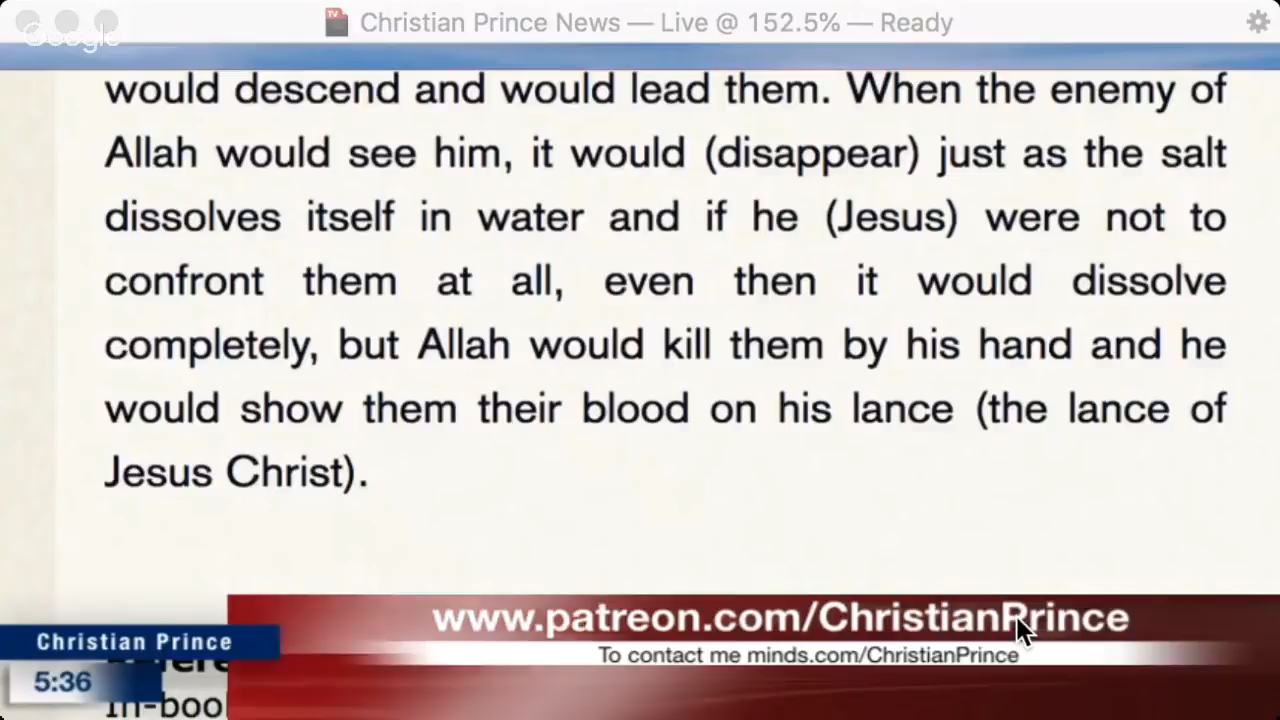 Christian Prince News — Live @ 152.5% — Ready
Google
would descend and would lead them. When the enemy of
Allah would see him, it would (disappear) just as the salt
dissolves itself in water and if he (Jesus) were not to
confront them at all, even then it would dissolve
completely, but Allah would kill them by his hand and he
would show them their blood on his lance (the lance of
Jesus Christ).
www.patreon.com/ChristianPrince
Christian Prince
To contact me minds.com/ChristianPrince
5:36
In-boo